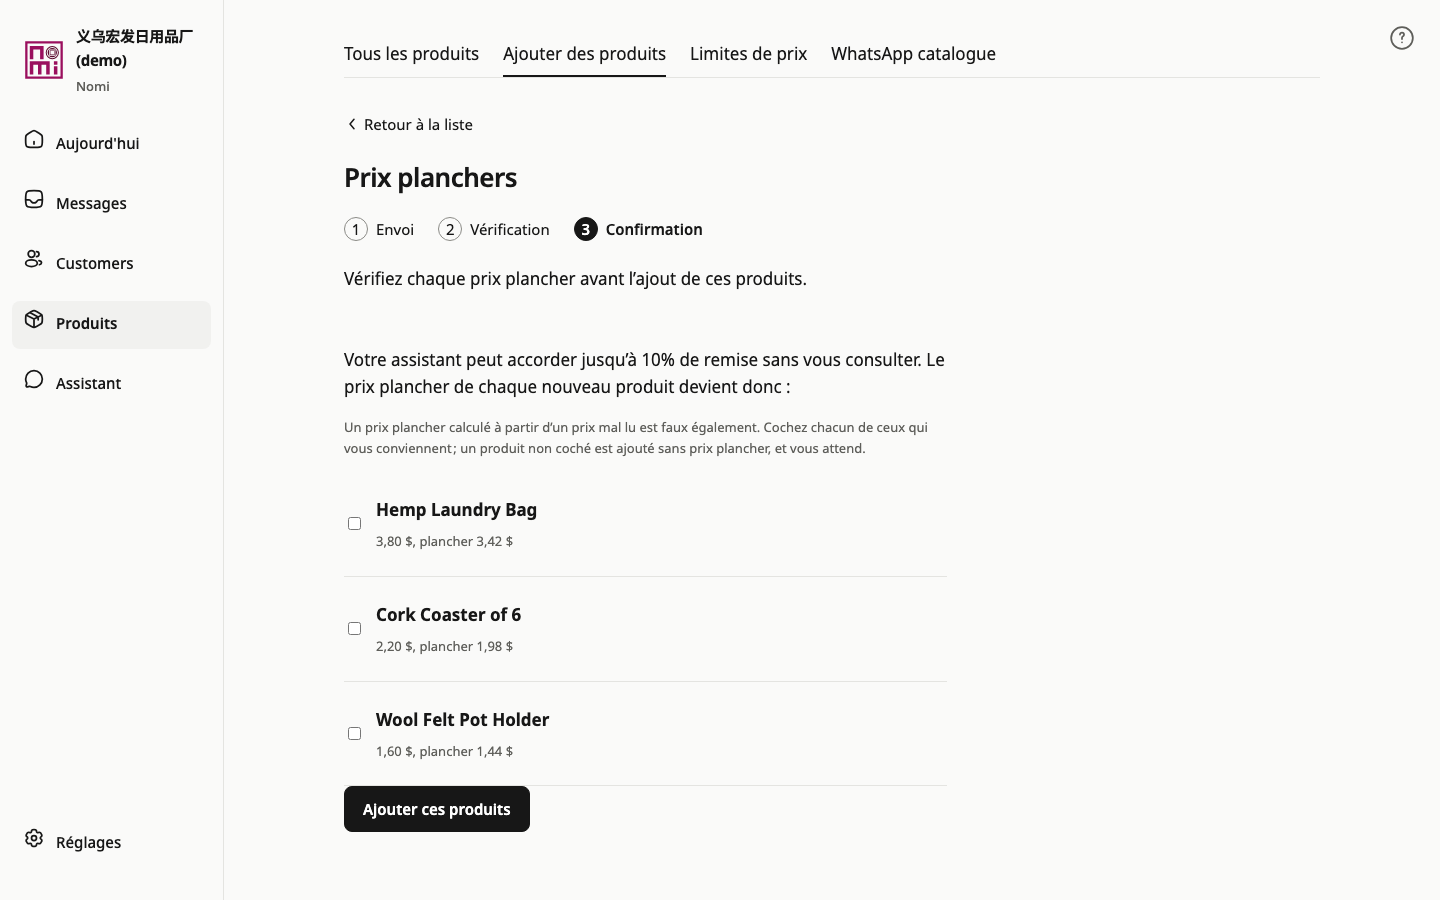 义乌宏发日用品厂
(demo)
Nomi
Aujourd'hui
Messages
Customers
Produits
Assistant
Réglages
Tous les produits
Ajouter des produits
Limites de prix
WhatsApp catalogue
?
Retour à la liste
Prix planchers
1 Envoi
2 Vérification
3 Confirmation
Vérifiez chaque prix plancher avant l’ajout de ces produits.
Votre assistant peut accorder jusqu’à 10% de remise sans vous consulter. Le
prix plancher de chaque nouveau produit devient donc :
Un prix plancher calculé à partir d’un prix mal lu est faux également. Cochez chacun de ceux qui
vous conviennent ; un produit non coché est ajouté sans prix plancher, et vous attend.
Hemp Laundry Bag
3,80 $, plancher 3,42 $
Cork Coaster of 6
2,20 $, plancher 1,98 $
Wool Felt Pot Holder
1,60 $, plancher 1,44 $
Ajouter ces produits